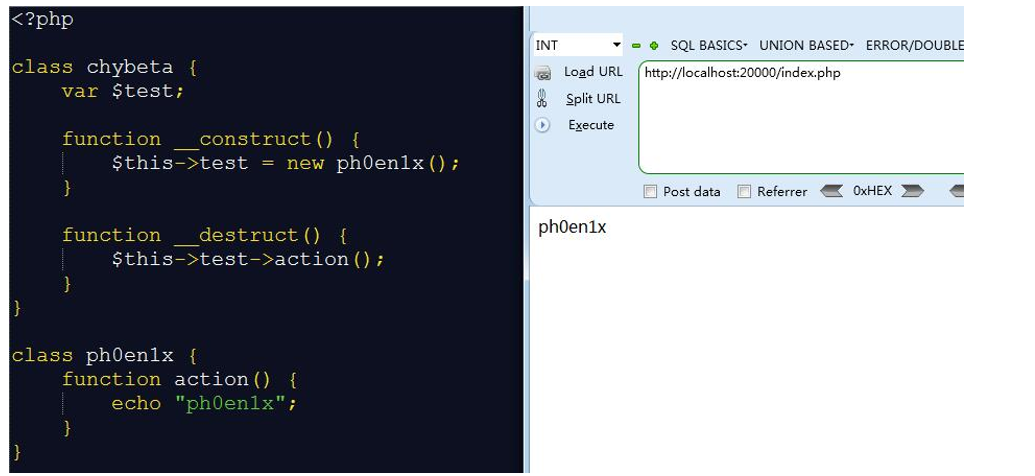 <?php
class chybeta {
var $test;
function __construct() {
$this->test = new ph0en1x();
}
function __destruct() {
$this->test->action();
}
}
class ph0en1x {
function action() {
echo "ph0en1x";
}
}
INT SQL BASICS UNION BASED ERROR/DOUBLE
Load URL http://localhost:20000/index.php
Split URL
Execute
Post data Referrer 0xHEX
ph0en1x